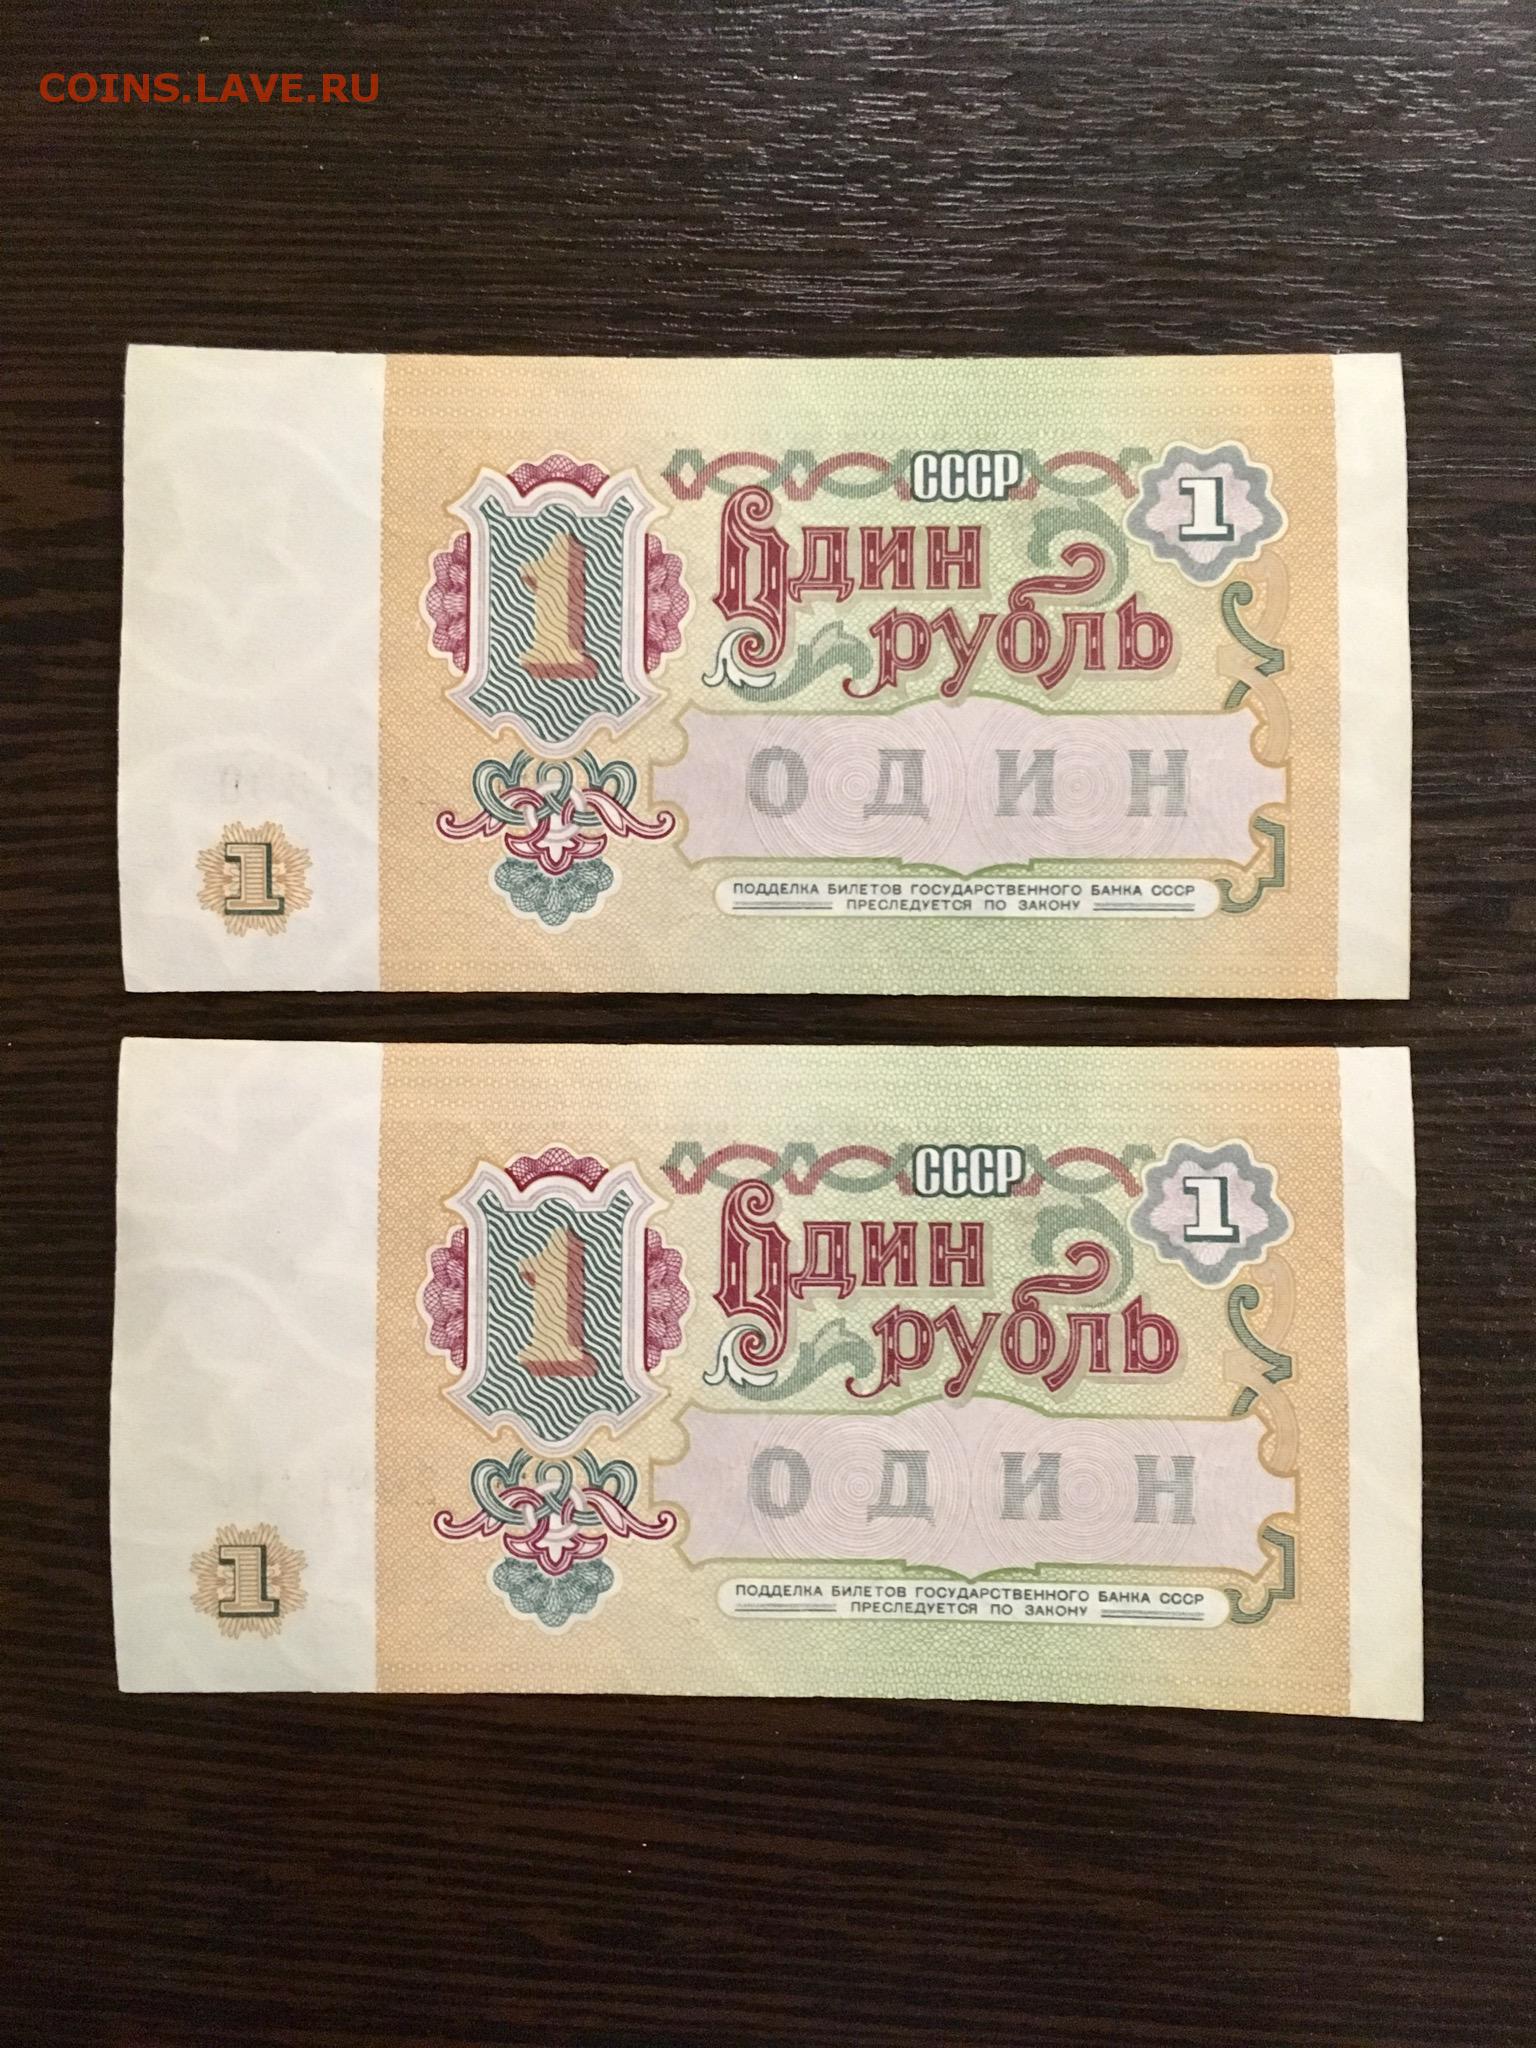 COINS.LAVE.RU
СССР
1
1
Один
рубль
ОДИН
1
ПОДДЕЛКА БИЛЕТОВ ГОСУДАРСТВЕННОГО БАНКА СССР
ПРЕСЛЕДУЕТСЯ ПО ЗАКОНУ
СССР
1
1
Один
рубль
ОДИН
1
ПОДДЕЛКА БИЛЕТОВ ГОСУДАРСТВЕННОГО БАНКА СССР
ПРЕСЛЕДУЕТСЯ ПО ЗАКОНУ